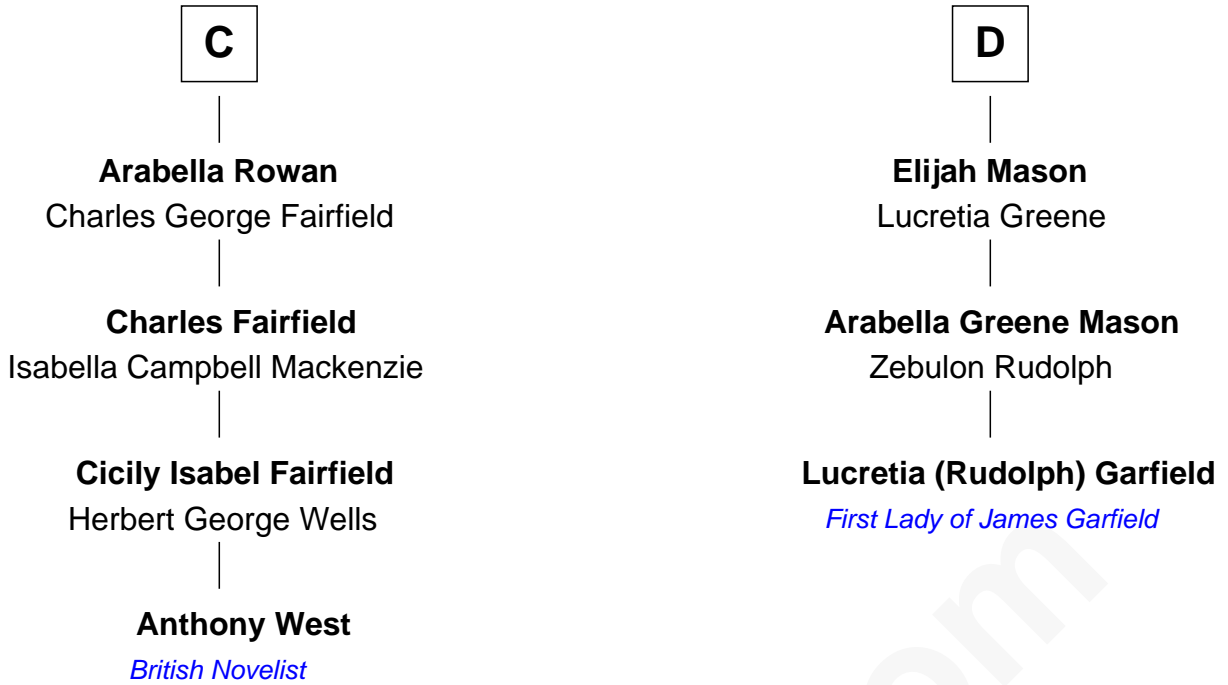 C
Arabella Rowan
Charles George Fairfield
Charles Fairfield
Isabella Campbell Mackenzie
Cicily Isabel Fairfield
Herbert George Wells
Anthony West
British Novelist
D
Elijah Mason
Lucretia Greene
Arabella Greene Mason
Zebulon Rudolph
Lucretia (Rudolph) Garfield
First Lady of James Garfield
om